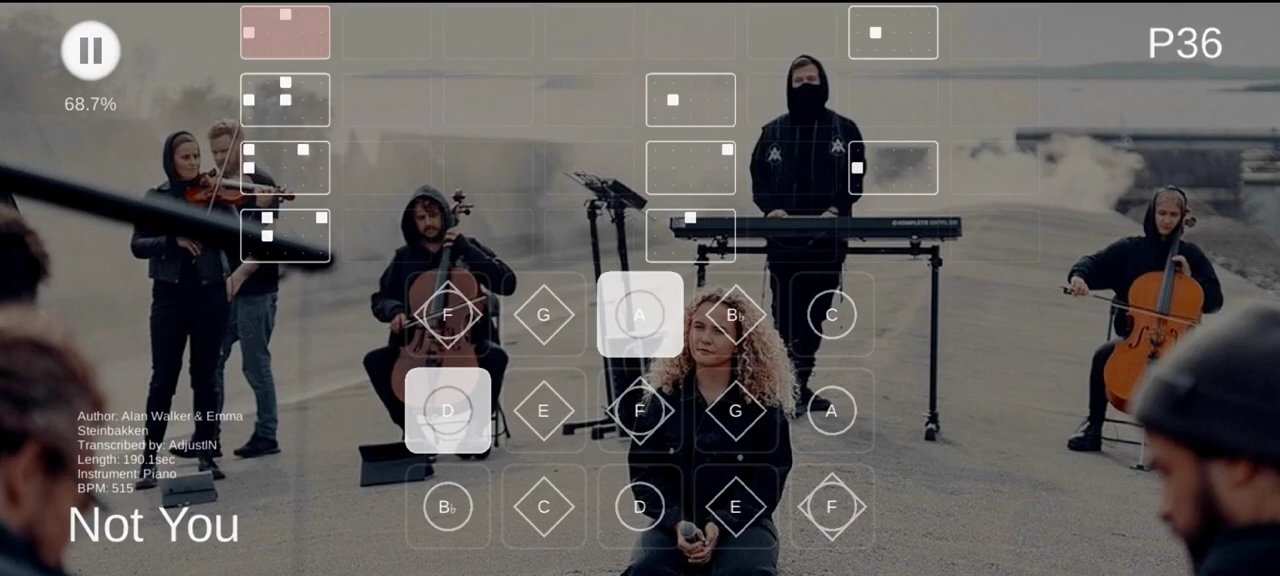 P36
68.7%
F G A B♭ C
D E F G A
B♭ C D E F
Author: Alan Walker & Emma
Steinbakken
Transcribed by: AdjustIN
Length: 190.1sec
Instrument: Piano
BPM: 515
Not You